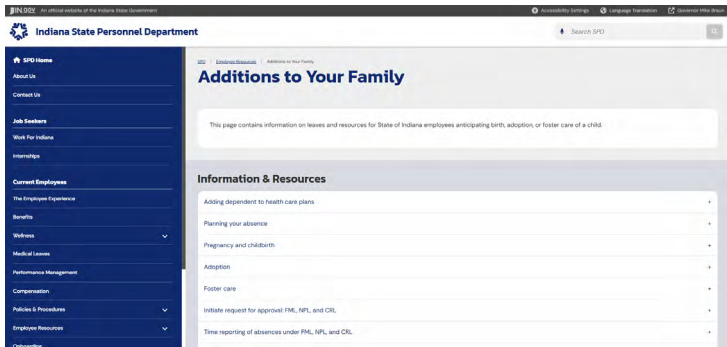 IN.GOV An official website of the Indiana State Government
Accessibility Settings Language Translation Governor Mike Braun
Indiana State Personnel Department
Search SPD
SPD Home
About Us
Contact Us
Job Seekers
Work For Indiana
Internships
Current Employees
The Employee Experience
Benefits
Wellness
Medical Leaves
Performance Management
Compensation
Policies & Procedures
Employee Resources
Onboarding
SPD | Employee Resources | Additions to Your Family
Additions to Your Family
This page contains information on leaves and resources for State of Indiana employees anticipating birth, adoption, or foster care of a child.
Information & Resources
Adding dependent to health care plans +
Planning your absence +
Pregnancy and childbirth +
Adoption +
Foster care +
Initiate request for approval: FML, NPL, and CRL +
Time reporting of absences under FML, NPL, and CRL +